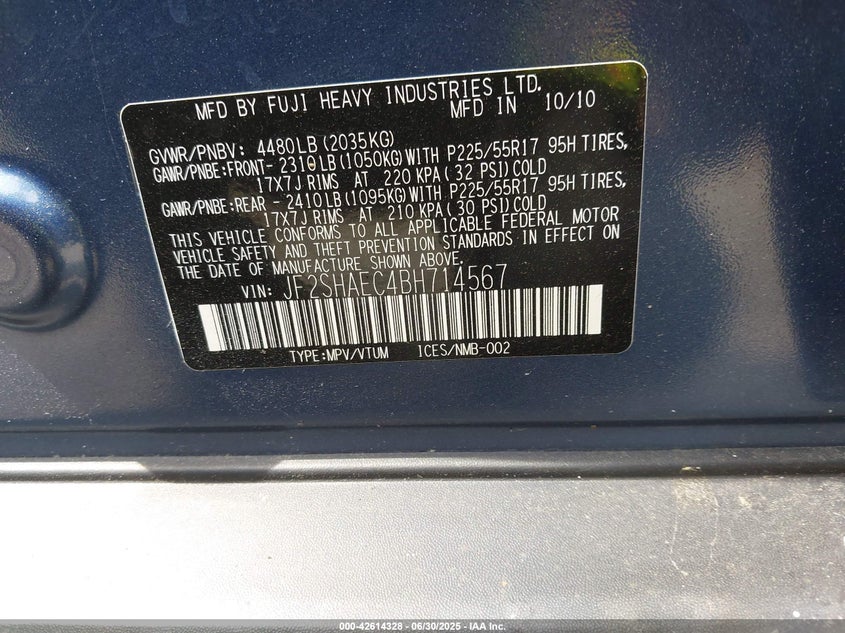 MFD BY FUJI HEAVY INDUSTRIES LTD.
MFD IN 10/10
GVWR/PNBV: 4480LB (2035KG)
GAWR/PNBE:FRONT- 2310LB (1050KG) WITH P225/55R17 95H TIRES,
17X7J RIMS AT 220 KPA ( 32 PSI) COLD
GAWR/PNBE:REAR - 2410LB (1095KG) WITH P225/55R17 95H TIRES,
17X7J RIMS AT 210 KPA ( 30 PSI) COLD
THIS VEHICLE CONFORMS TO ALL APPLICABLE FEDERAL MOTOR
VEHICLE SAFETY AND THEFT PREVENTION STANDARDS IN EFFECT ON
THE DATE OF MANUFACTURE SHOWN ABOVE.
VIN: JF2SHAEC4BH714567
TYPE:MPV/VTUM ICES/NMB-002
000-42614328 - 06/30/2025 - IAA Inc.